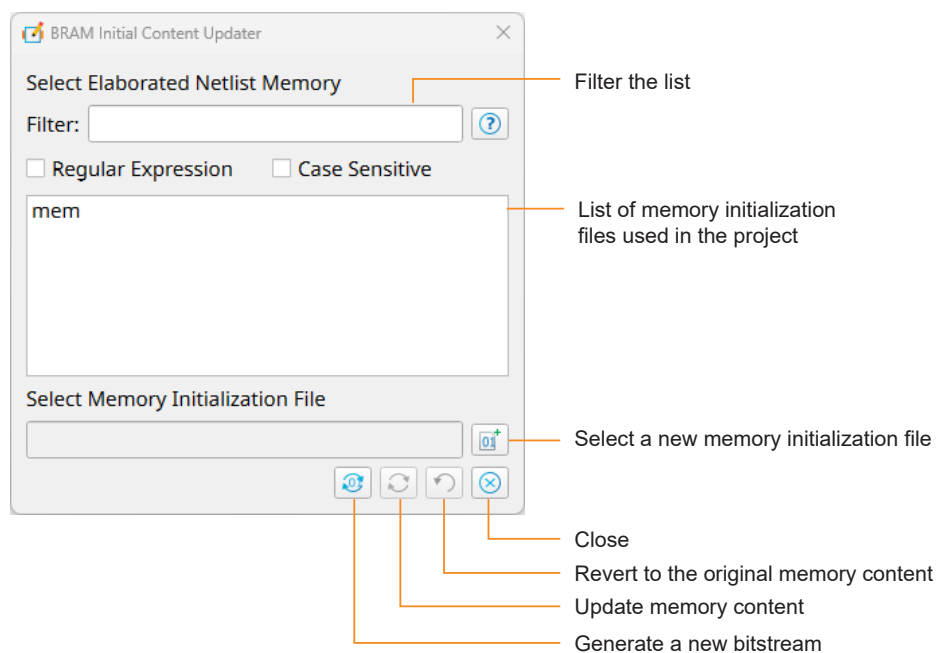 BRAM Initial Content Updater
Select Elaborated Netlist Memory
Filter the list
Filter:
Regular Expression
Case Sensitive
mem
List of memory initialization
files used in the project
Select Memory Initialization File
01
Select a new memory initialization file
0
Close
Revert to the original memory content
Update memory content
Generate a new bitstream